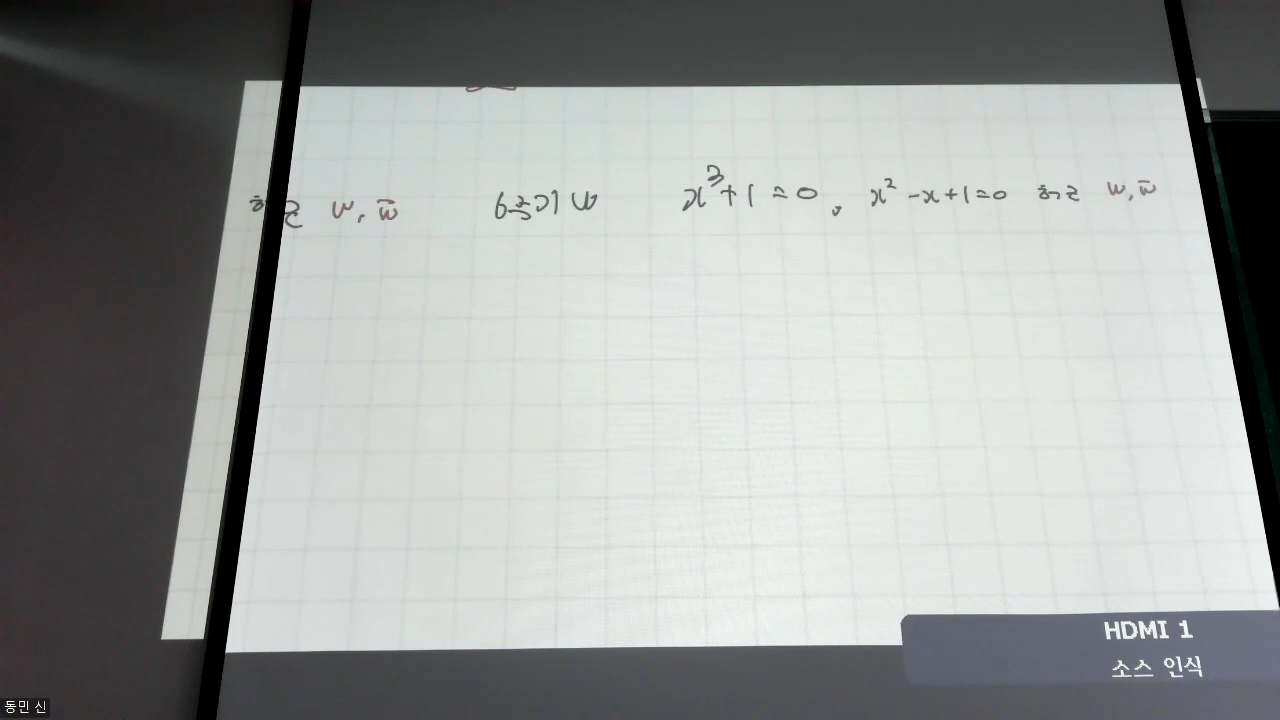 허근 w, w̄ 6주기 w x³+1=0, x²-x+1=0 허근 w, w̄
HDMI 1
소스 인식
동민 신